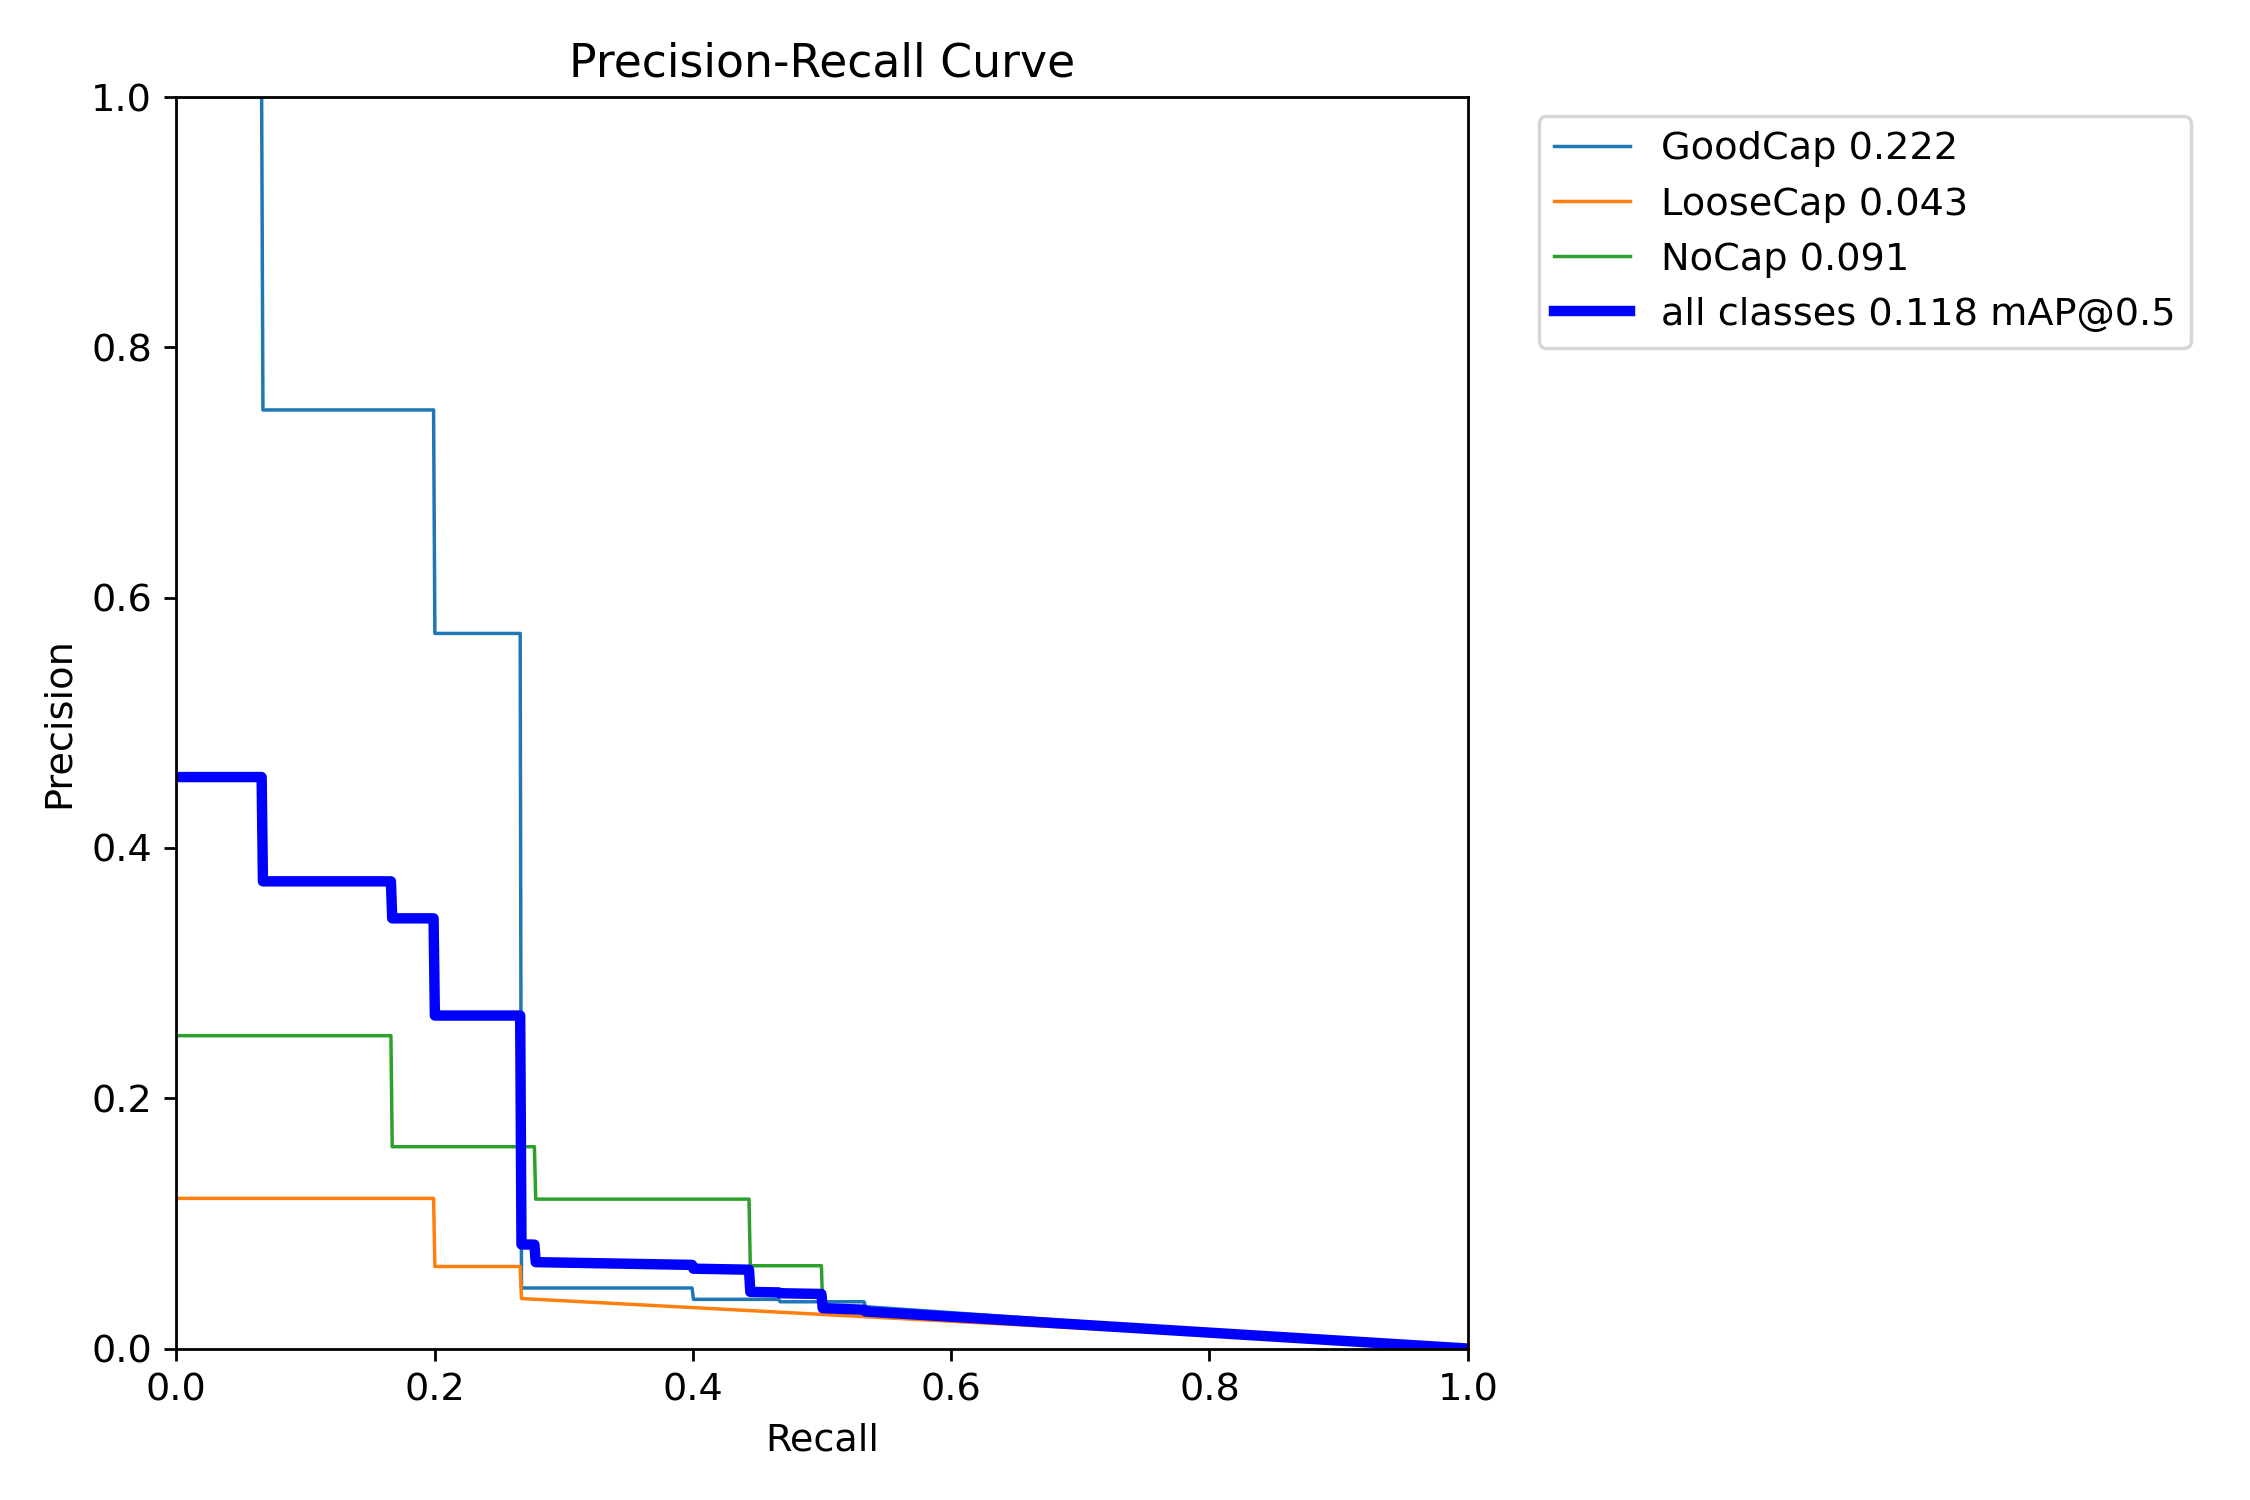 Precision-Recall Curve
1.0
0.8
0.6
0.4
0.2
0.0
Precision
0.0 0.2 0.4 0.6 0.8 1.0
Recall
GoodCap 0.222
LooseCap 0.043
NoCap 0.091
all classes 0.118 mAP@0.5